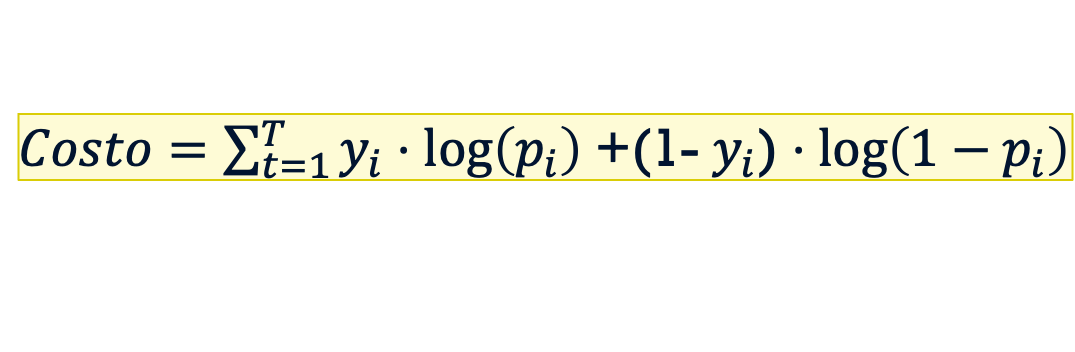 Costo = ∑_{t=1}^{T} y_i · log(p_i) +(1- y_i) · log(1 − p_i)